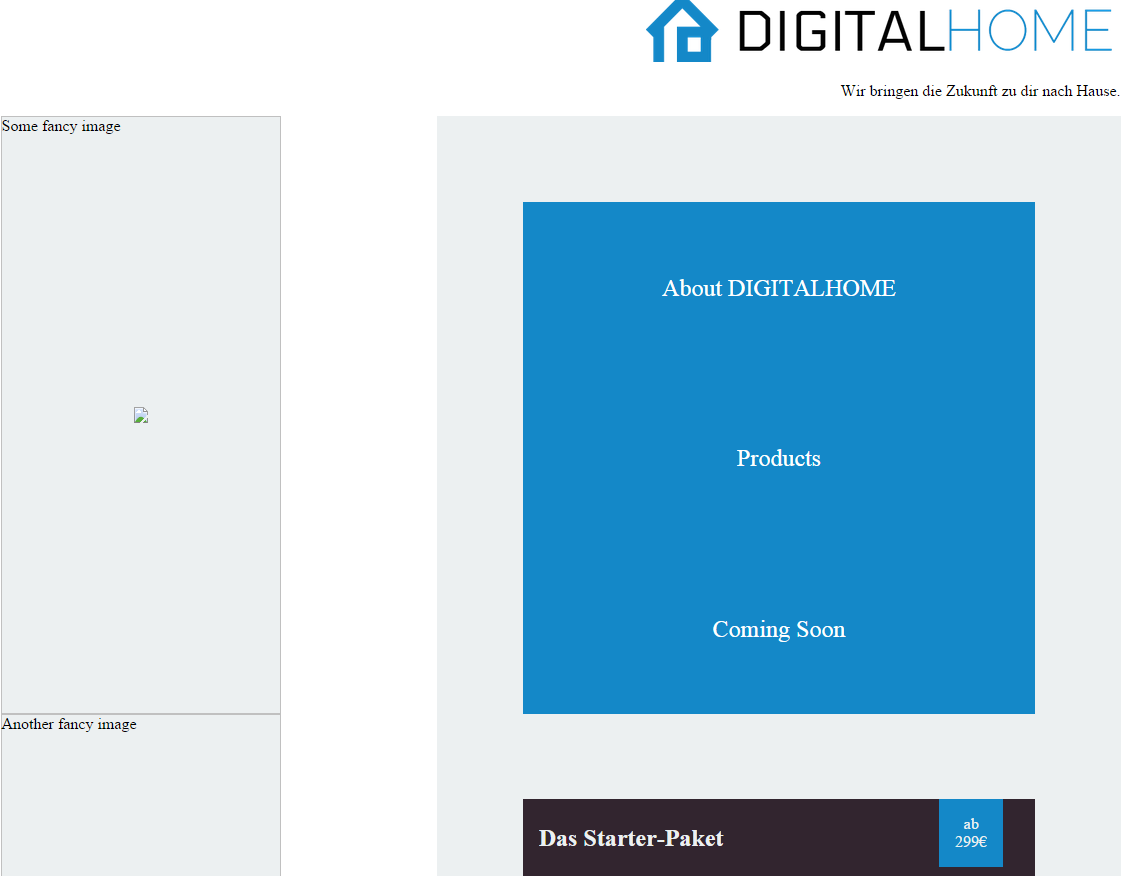 DIGITALHOME
Wir bringen die Zukunft zu dir nach Hause.
Some fancy image
About DIGITALHOME
Products
Coming Soon
Another fancy image
Das Starter-Paket
ab
299€